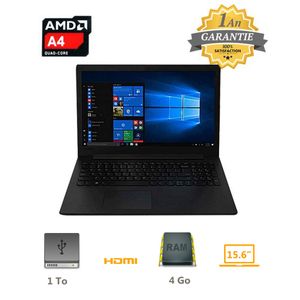 AMD
A4
QUAD-CORE
1 An
GARANTIE
100%
SATISFACTION
1 To
HDMI
RAM
4 Go
15.6"